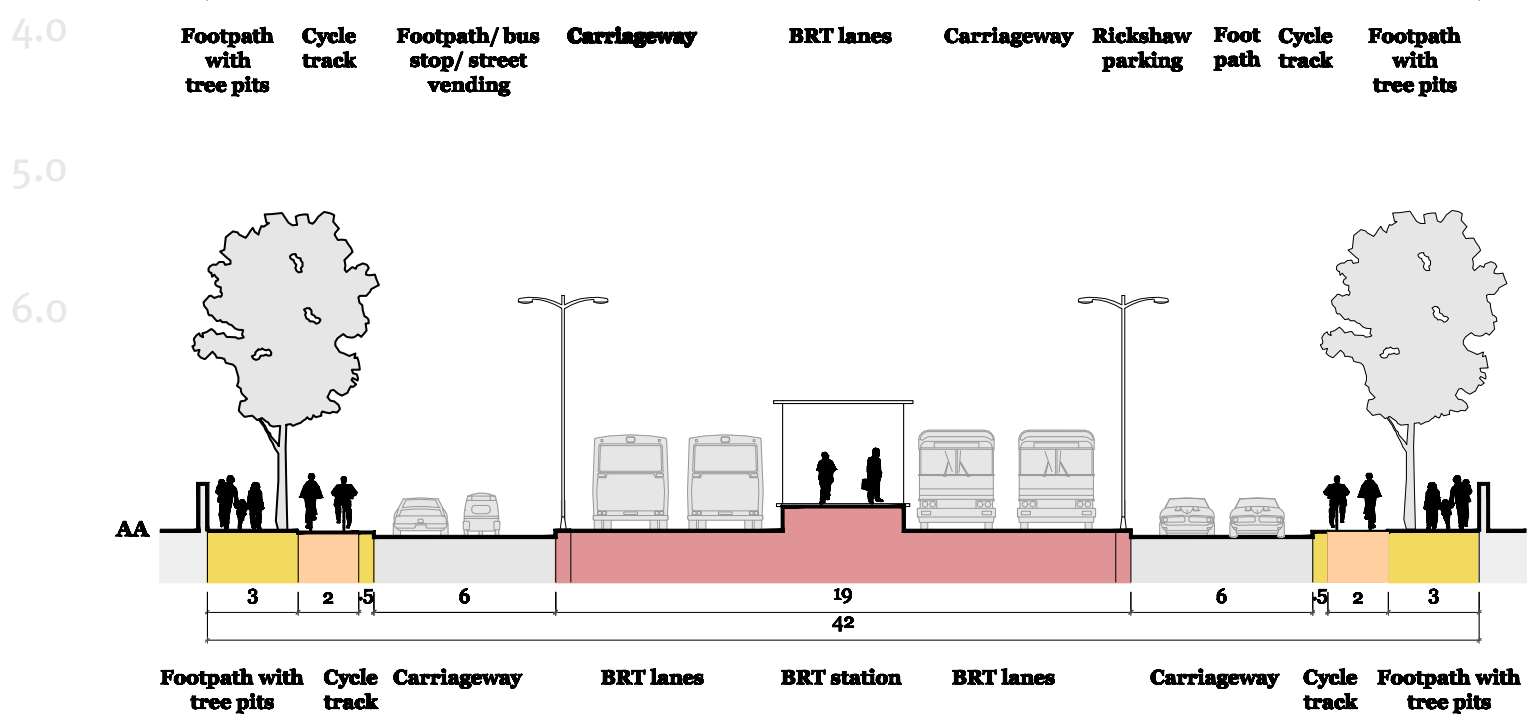 4.0
Footpath with tree pits
Cycle track
Footpath/ bus stop/ street vending
Carriageway
BRT lanes
Carriageway
Rickshaw parking
Foot path
Cycle track
Footpath with tree pits
5.0
6.0
AA
3 2 .5 6 19 6 .5 2 3
42
Footpath with tree pits
Cycle track
Carriageway
BRT lanes
BRT station
BRT lanes
Carriageway
Cycle track
Footpath with tree pits